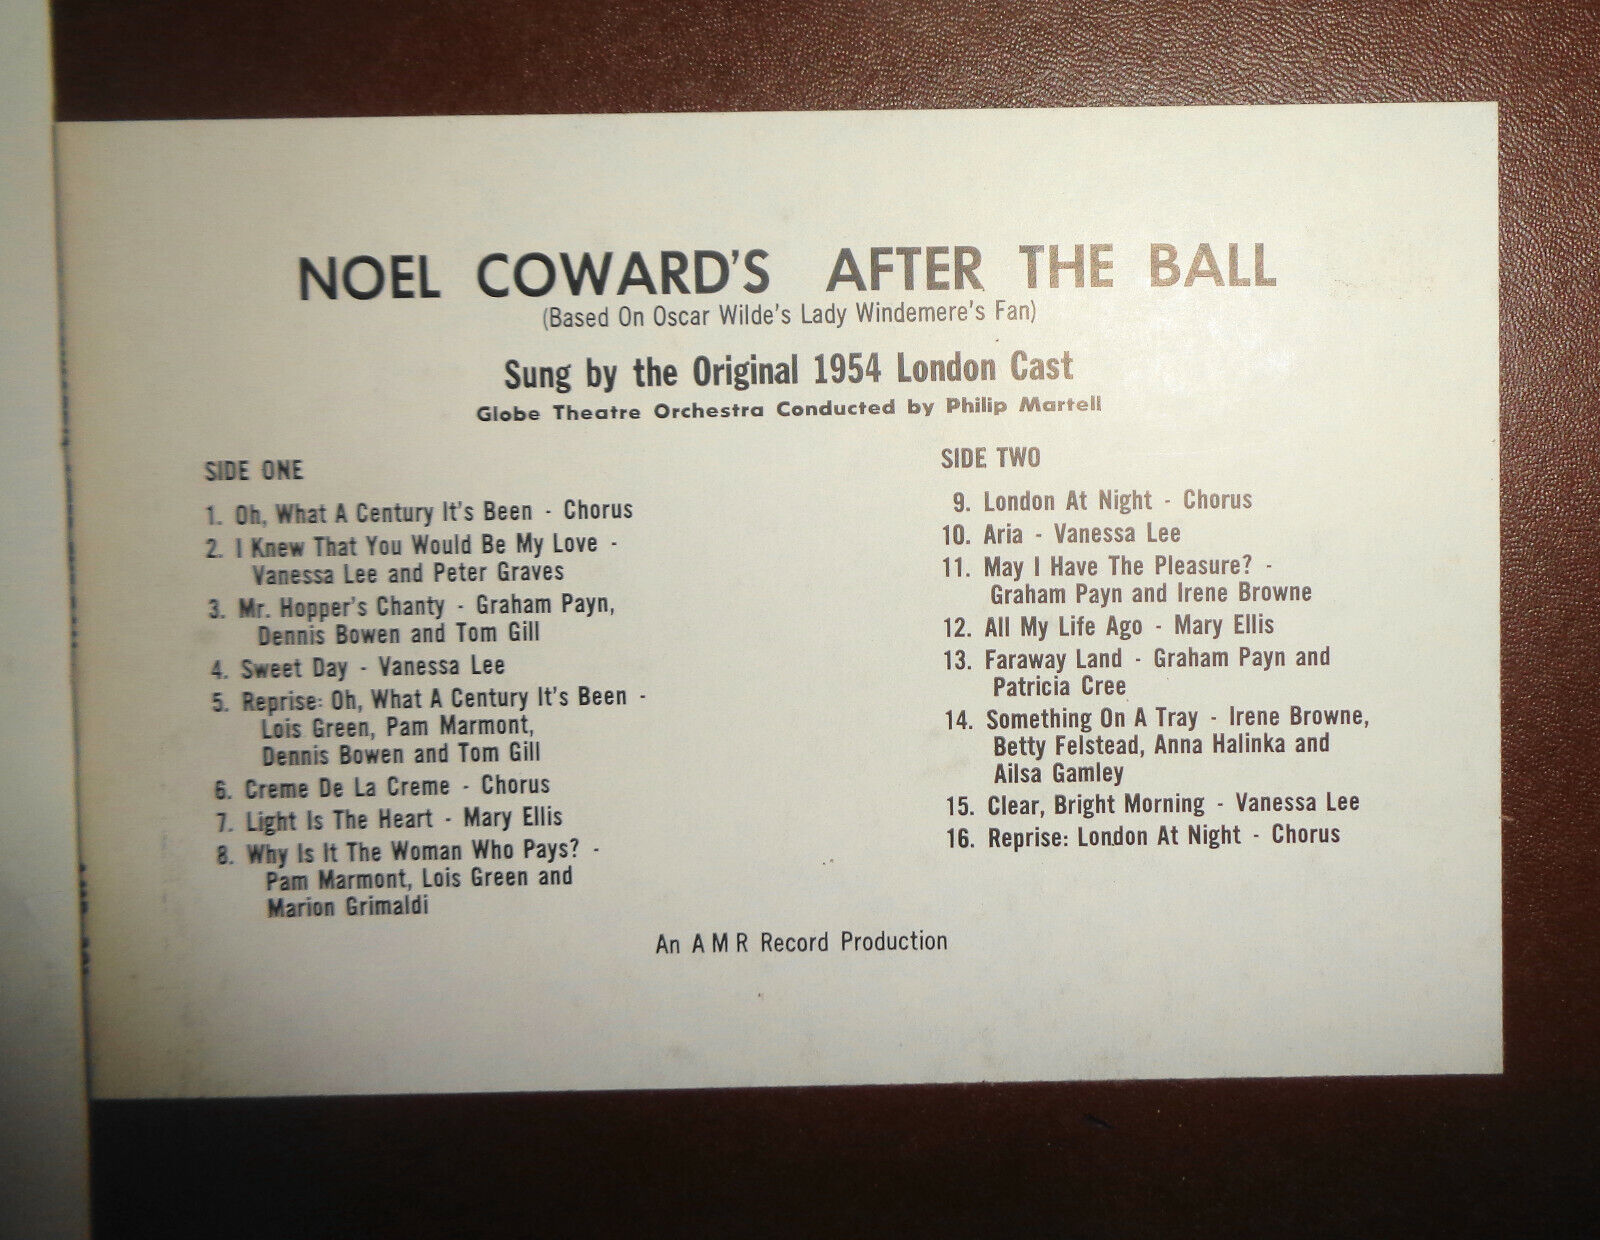 NOEL COWARD'S AFTER THE BALL
(Based On Oscar Wilde's Lady Windemere's Fan)
Sung by the Original 1954 London Cast
Globe Theatre Orchestra Conducted by Philip Martell
SIDE ONE
1. Oh, What A Century It's Been - Chorus
2. I Knew That You Would Be My Love -
Vanessa Lee and Peter Graves
3. Mr. Hopper's Chanty - Graham Payn,
Dennis Bowen and Tom Gill
4. Sweet Day - Vanessa Lee
5. Reprise: Oh, What A Century It's Been -
Lois Green, Pam Marmont,
Dennis Bowen and Tom Gill
6. Creme De La Creme - Chorus
7. Light Is The Heart - Mary Ellis
8. Why Is It The Woman Who Pays? -
Pam Marmont, Lois Green and
Marion Grimaldi
SIDE TWO
9. London At Night - Chorus
10. Aria - Vanessa Lee
11. May I Have The Pleasure? -
Graham Payn and Irene Browne
12. All My Life Ago - Mary Ellis
13. Faraway Land - Graham Payn and
Patricia Cree
14. Something On A Tray - Irene Browne,
Betty Felstead, Anna Halinka and
Ailsa Gamley
15. Clear, Bright Morning - Vanessa Lee
16. Reprise: London At Night - Chorus
An A M R Record Production